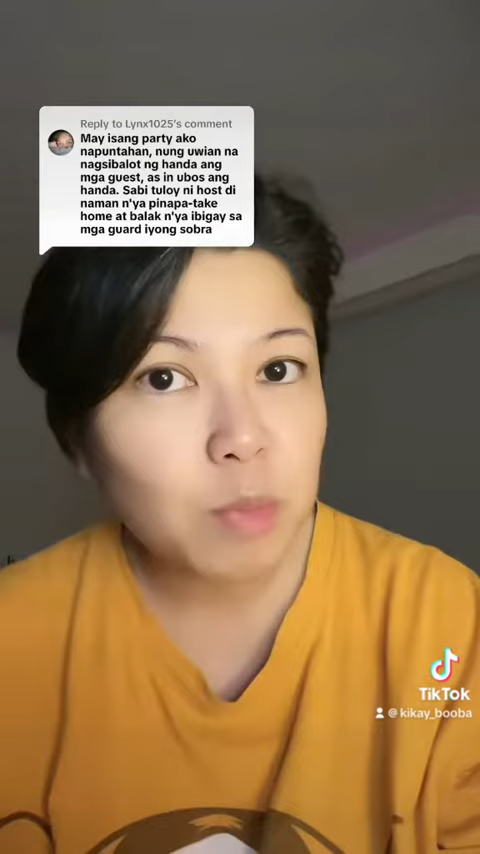 Reply to Lynx1025's comment
May isang party ako
napuntahan, nung uwian na
nagsibalot ng handa ang
mga guest, as in ubos ang
handa. Sabi tuloy ni host di
naman n'ya pinapa-take
home at balak n'ya ibigay sa
mga guard iyong sobra
TikTok
@kikay_booba